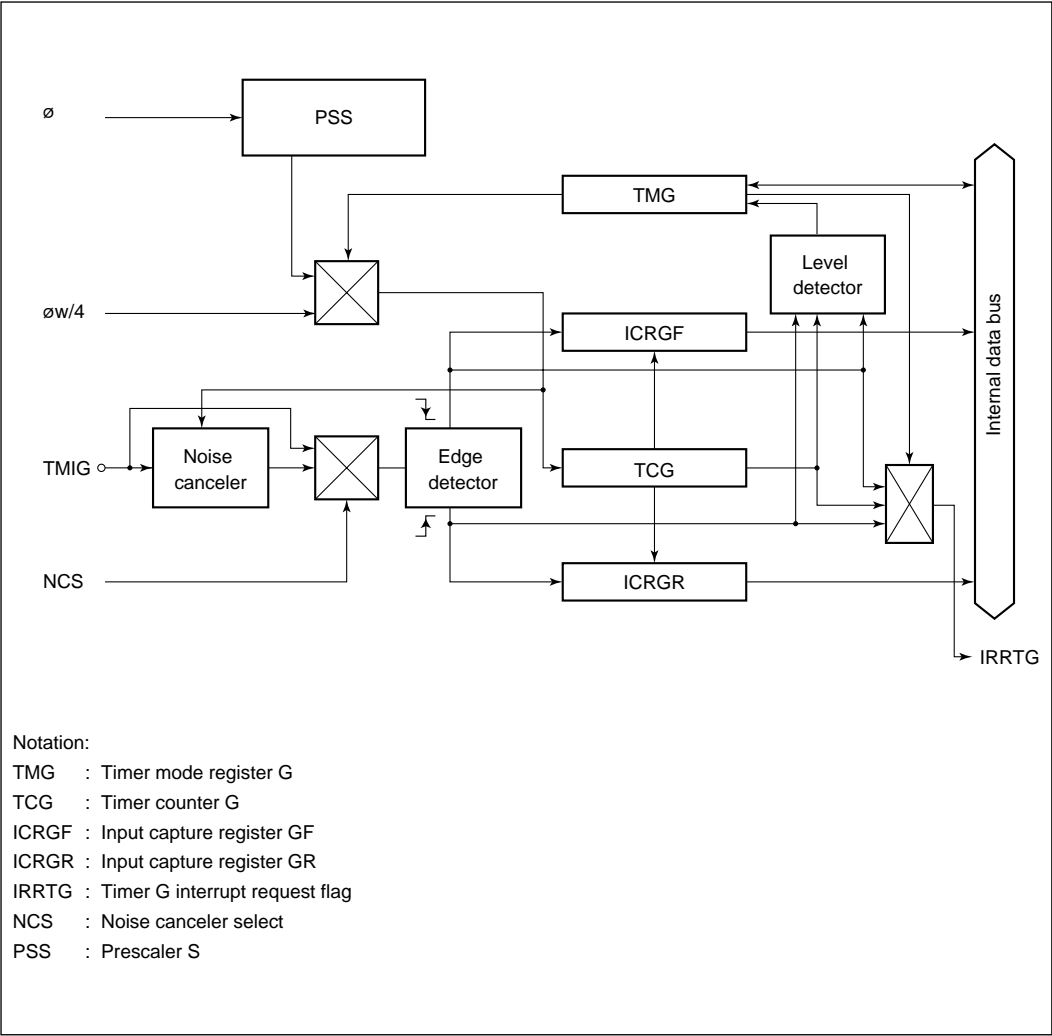 ø
PSS
TMG
Level
detector
øw/4
ICRGF
Internal data bus
TMIG
Noise
canceler
Edge
detector
TCG
NCS
ICRGR
IRRTG
Notation:
TMG : Timer mode register G
TCG : Timer counter G
ICRGF : Input capture register GF
ICRGR : Input capture register GR
IRRTG : Timer G interrupt request flag
NCS : Noise canceler select
PSS : Prescaler S